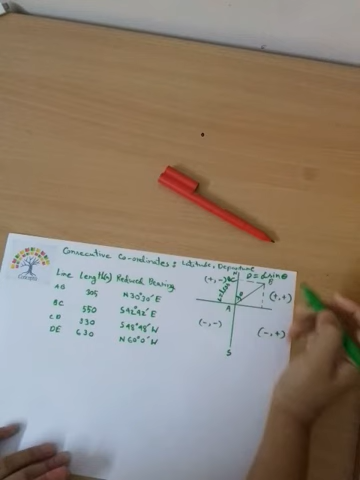 Consecutive Co-ordinates: Latitude, Departure
Line Length(m) Reduced Bearing
AB 305 N30°30'E
BC 550 S42°42'E
CD 330 S48°48'W
DE 630 N60°0'W
D = l sin θ
(+, -)
B
(+, +)
A
(-, -)
(-, +)
S